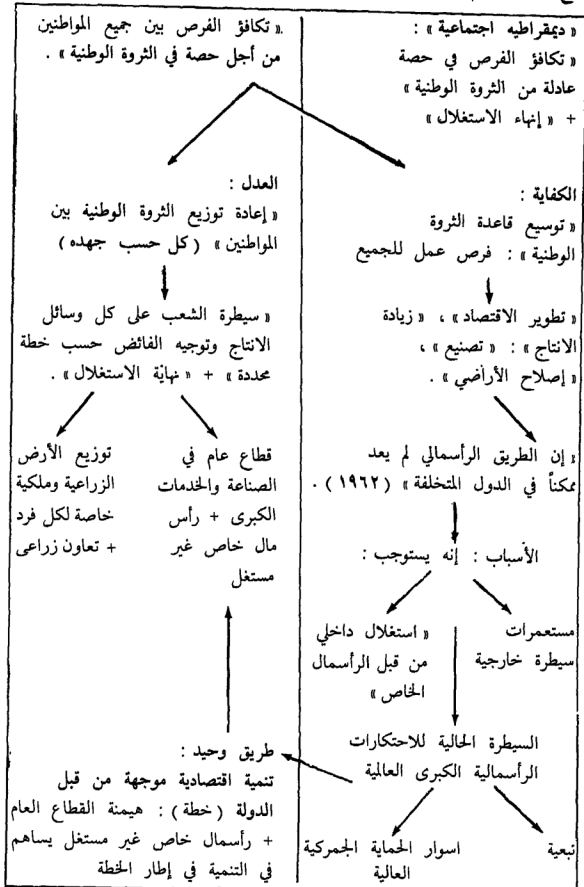 « ديمقراطيه اجتماعية » :
« تكافؤ الفرص في حصة
عادلة من الثروة الوطنية »
+ « إنهاء الاستغلال »
« تكافؤ الفرص بين جميع المواطنين
من أجل حصة في الثروة الوطنية » .
الكفاية :
« توسيع قاعدة الثروة
الوطنية » : فرص عمل للجميع
العدل :
« إعادة توزيع الثروة الوطنية بين
المواطنين » ( كل حسب جهده )
« تطوير الاقتصاد » ، « زيادة
الانتاج » : « تصنيع » ،
« إصلاح الأراضي » .
« سيطرة الشعب على كل وسائل
الانتاج وتوجيه الفائض حسب خطة
محددة » + « نهاية الاستغلال » .
« إن الطريق الرأسمالي لم يعد
ممكناً في الدول المتخلفة » ( ١٩٦٢ ) .
قطاع عام في
الصناعة والخدمات
الكبرى + رأس
مال خاص غير
مستغل
توزيع الأرض
الزراعية وملكية
خاصة لكل فرد
+ تعاون زراعى
الأسباب : إنه يستوجب :
مستعمرات
سيطرة خارجية
« استغلال داخلي
من قبل الرأسمال
الخاص »
السيطرة الحالية للاحتكارات
الرأسمالية الكبرى العالمية
تبعية
اسوار الحماية الجمركية
العالية
طريق وحيد :
تنمية اقتصادية موجهة من قبل
الدولة ( خطة ) : هيمنة القطاع العام
+ رأسمال خاص غير مستغل يساهم
في التنمية في إطار الخطة